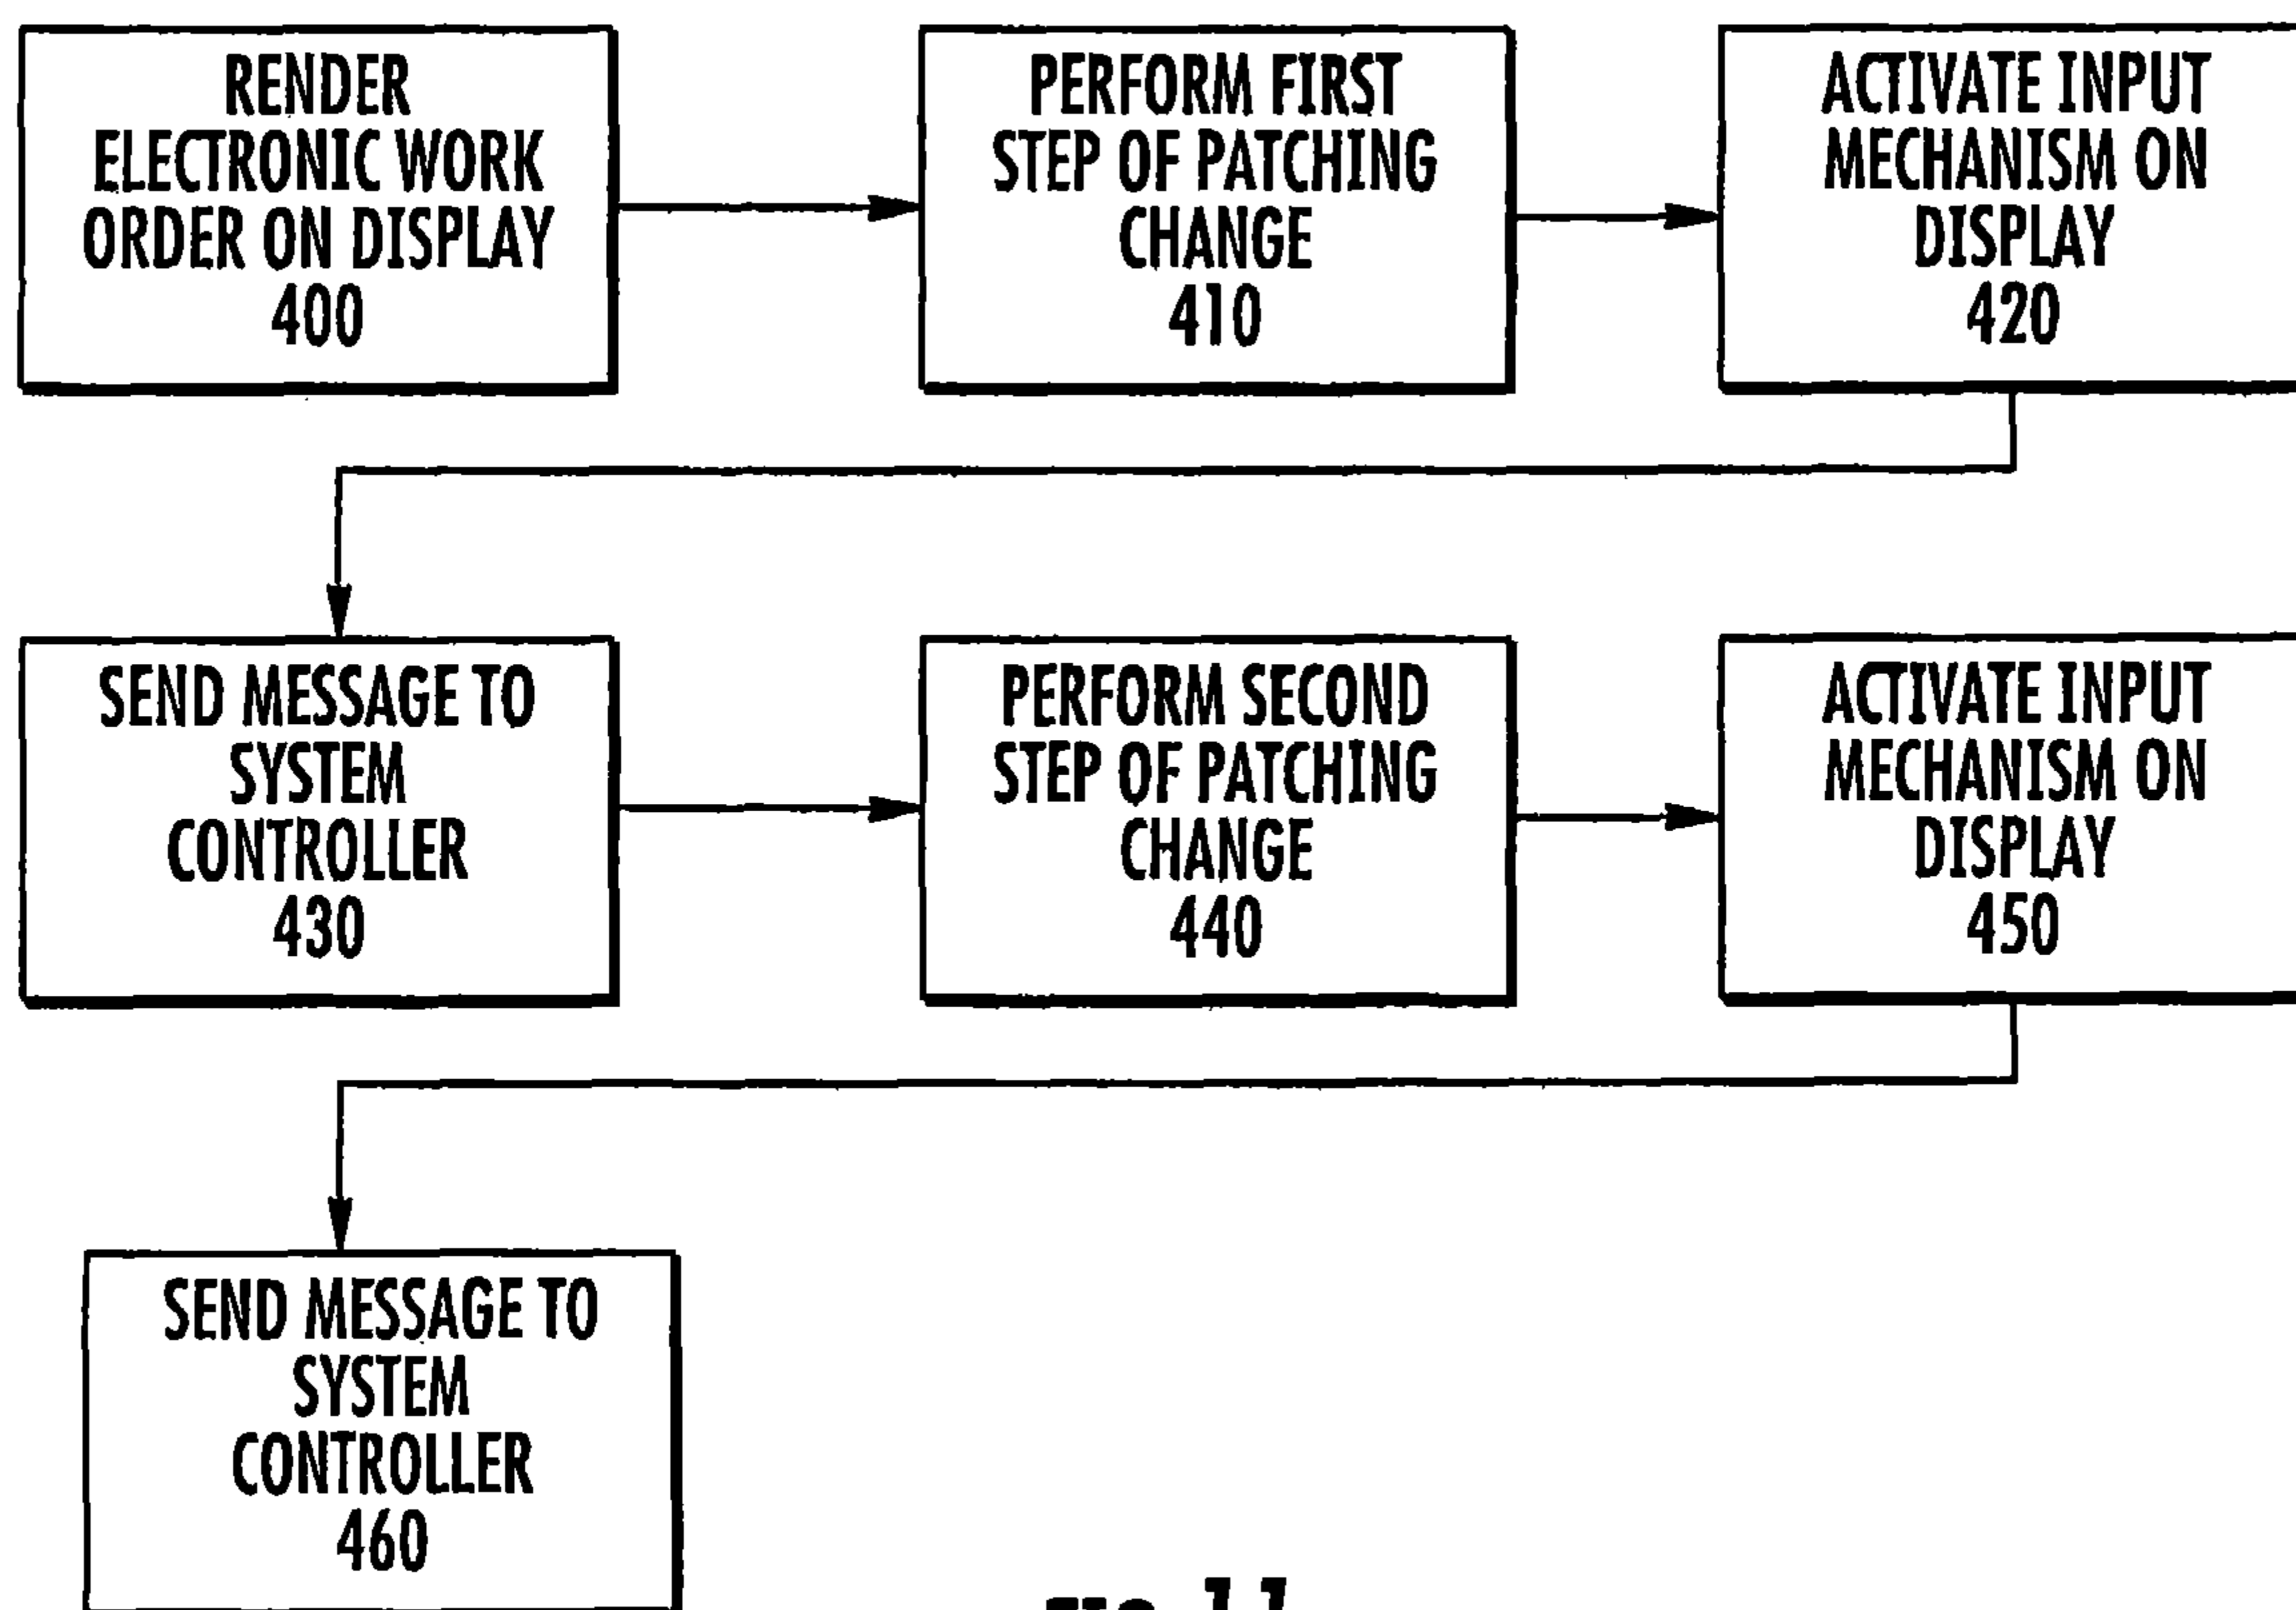 RENDER
ELECTRONIC WORK
ORDER ON DISPLAY
400
PERFORM FIRST
STEP OF PATCHING
CHANGE
410
ACTIVATE INPUT
MECHANISM ON
DISPLAY
420
SEND MESSAGE TO
SYSTEM
CONTROLLER
430
PERFORM SECOND
STEP OF PATCHING
CHANGE
440
ACTIVATE INPUT
MECHANISM ON
DISPLAY
450
SEND MESSAGE TO
SYSTEM
CONTROLLER
460